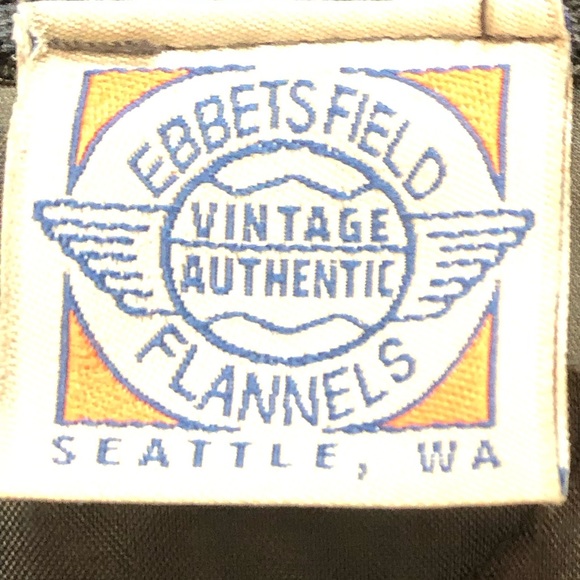 EBBETS FIELD
VINTAGE
AUTHENTIC
FLANNELS
SEATTLE, WA